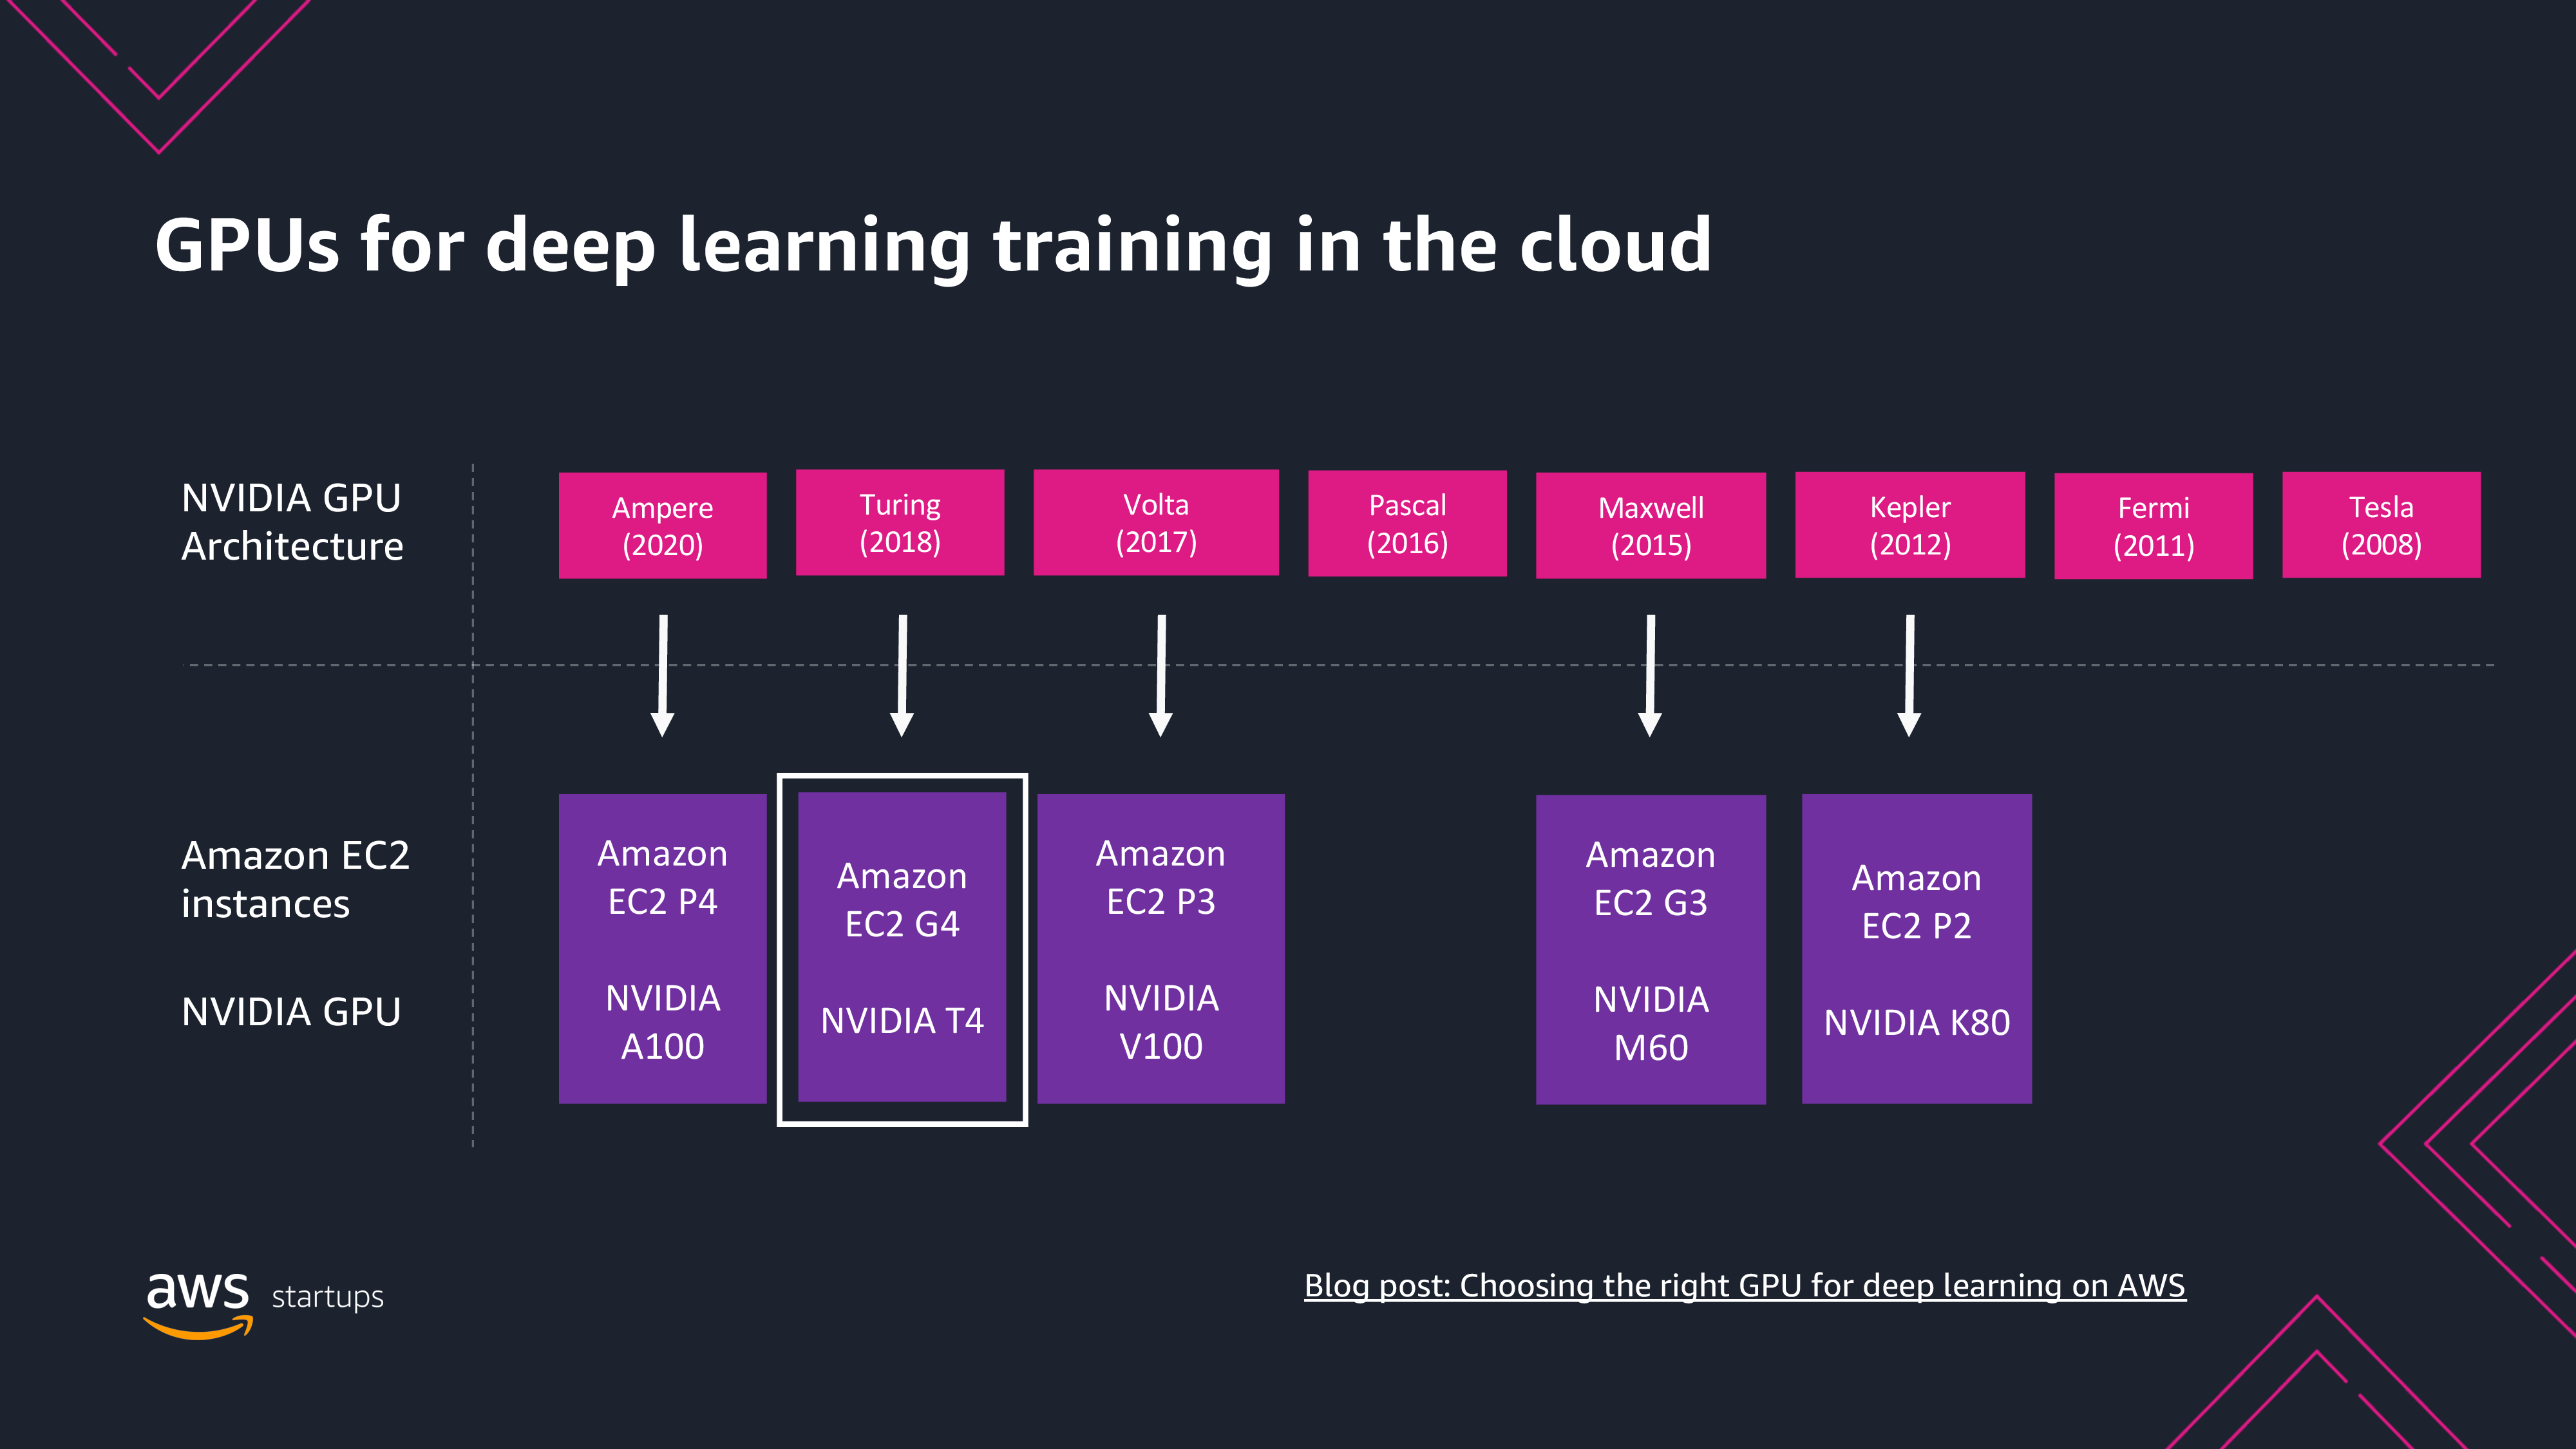 GPUs for deep learning training in the cloud
NVIDIA GPU
Architecture
Ampere
(2020)
Turing
(2018)
Volta
(2017)
Pascal
(2016)
Maxwell
(2015)
Kepler
(2012)
Fermi
(2011)
Tesla
(2008)
Amazon EC2
instances
NVIDIA GPU
Amazon
EC2 P4
NVIDIA
A100
Amazon
EC2 G4
NVIDIA T4
Amazon
EC2 P3
NVIDIA
V100
Amazon
EC2 G3
NVIDIA
M60
Amazon
EC2 P2
NVIDIA K80
aws startups
Blog post: Choosing the right GPU for deep learning on AWS